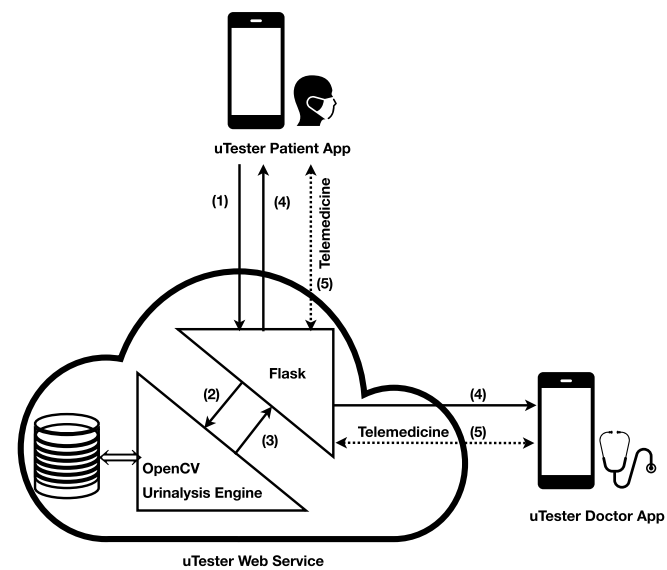 uTester Patient App
(1)
(4)
Telemedicine
(5)
Flask
(2)
(3)
(4)
Telemedicine (5)
OpenCV
Urinalysis Engine
uTester Doctor App
uTester Web Service